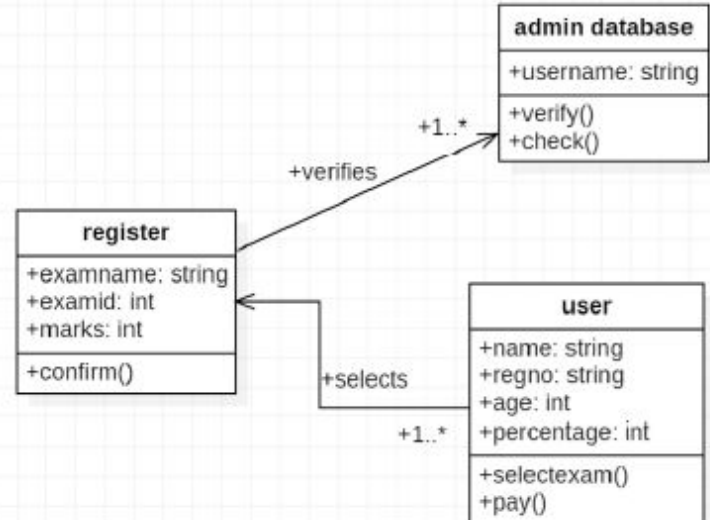 admin database
+username: string
+verify()
+check()
+1..*
+verifies
register
+examname: string
+examid: int
+marks: int
+confirm()
+selects
+1..*
user
+name: string
+regno: string
+age: int
+percentage: int
+selectexam()
+pay()